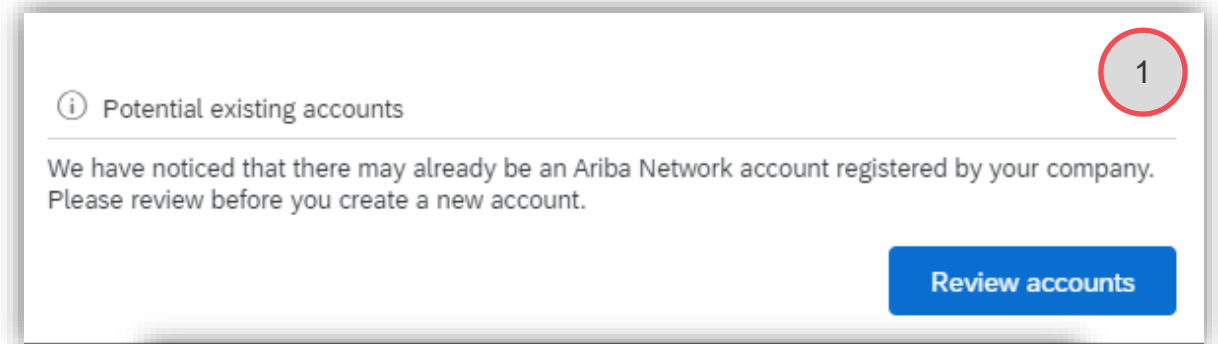 1
Potential existing accounts
We have noticed that there may already be an Ariba Network account registered by your company.
Please review before you create a new account.
Review accounts